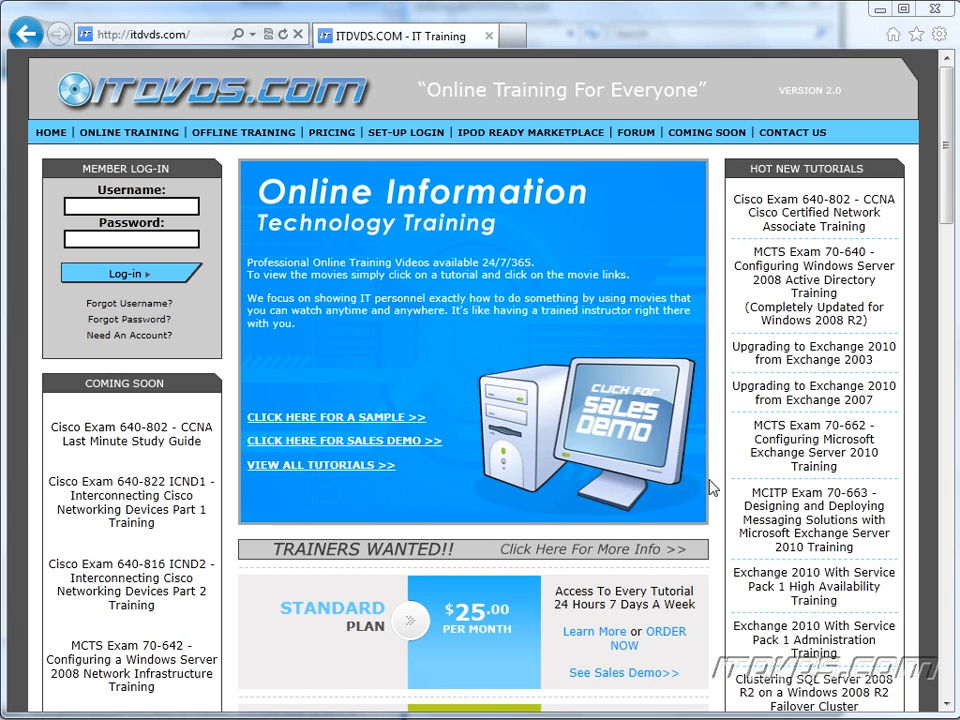 http://itdvds.com/
ITDVDS.COM - IT Training
ITDVDS.COM
“Online Training For Everyone”
VERSION 2.0
HOME | ONLINE TRAINING | OFFLINE TRAINING | PRICING | SET-UP LOGIN | IPOD READY MARKETPLACE | FORUM | COMING SOON | CONTACT US
MEMBER LOG-IN
Username:
Password:
Log-in
Forgot Username?
Forgot Password?
Need An Account?
COMING SOON
Cisco Exam 640-802 - CCNA
Last Minute Study Guide
Cisco Exam 640-822 ICND1 -
Interconnecting Cisco
Networking Devices Part 1
Training
Cisco Exam 640-816 ICND2 -
Interconnecting Cisco
Networking Devices Part 2
Training
MCTS Exam 70-642 -
Configuring a Windows Server
2008 Network Infrastructure
Training
Online Information
Technology Training
Professional Online Training Videos available 24/7/365.
To view the movies simply click on a tutorial and click on the movie links.
We focus on showing IT personnel exactly how to do something by using movies that
you can watch anytime and anywhere. It's like having a trained instructor right there
with you.
CLICK HERE FOR A SAMPLE >>
CLICK HERE FOR SALES DEMO >>
VIEW ALL TUTORIALS >>
CLICK FOR
SALES
DEMO
TRAINERS WANTED!! Click Here For More Info >>
STANDARD
PLAN
$25.00
PER MONTH
Access To Every Tutorial
24 Hours 7 Days A Week
Learn More or ORDER
NOW
See Sales Demo>>
HOT NEW TUTORIALS
Cisco Exam 640-802 - CCNA
Cisco Certified Network
Associate Training
MCTS Exam 70-640 -
Configuring Windows Server
2008 Active Directory
Training
(Completely Updated for
Windows 2008 R2)
Upgrading to Exchange 2010
from Exchange 2003
Upgrading to Exchange 2010
from Exchange 2007
MCTS Exam 70-662 -
Configuring Microsoft
Exchange Server 2010
Training
MCITP Exam 70-663 -
Designing and Deploying
Messaging Solutions with
Microsoft Exchange Server
2010 Training
Exchange 2010 With Service
Pack 1 High Availability
Training
Exchange 2010 With Service
Pack 1 Administration
Training
Clustering SQL Server 2008
R2 on a Windows 2008 R2
Failover Cluster
ITDVDS.COM